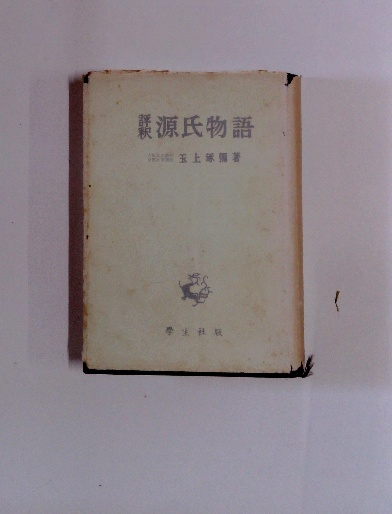 評釈 源氏物語
玉上琢彌著
學生社版